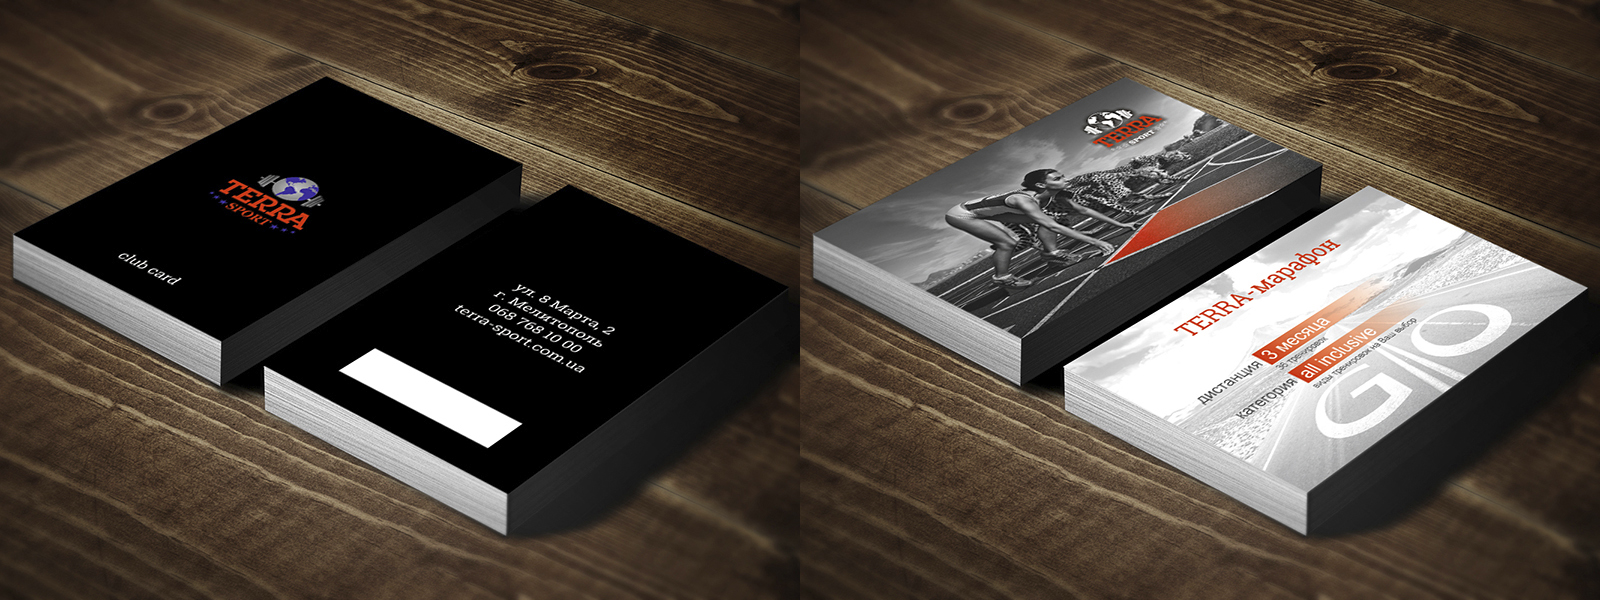 TERRA
SPORT
club card
ул. 8 Марта, 2
г. Мелитополь
068 768 10 00
terra-sport.com.ua
TERRA
SPORT
TERRA-марафон
дистанция 3 месяца
36 тренировок
категория all inclusive
виды тренировок на Ваш выбор
GO